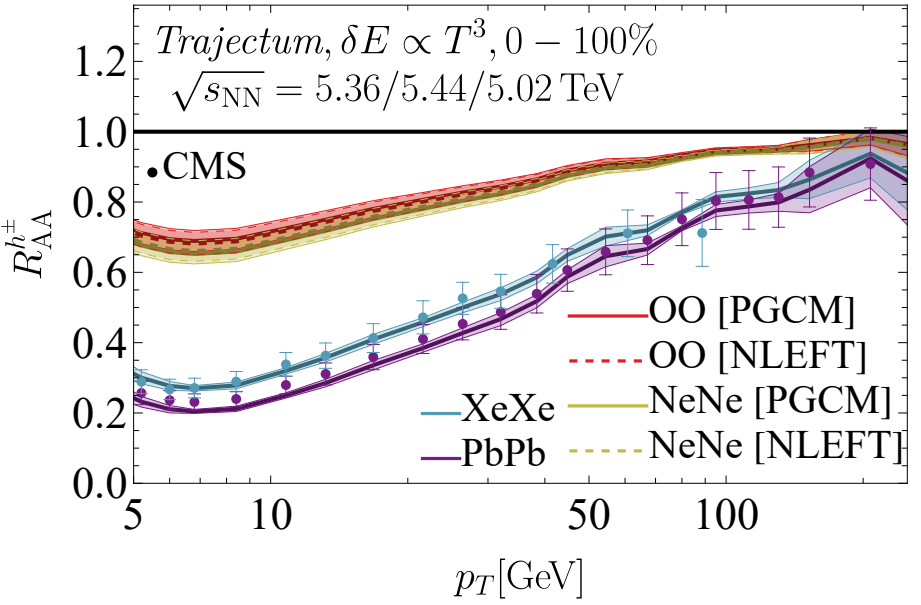 Trajectum, δE ∝ T³, 0 − 100%
√sNN = 5.36/5.44/5.02 TeV
CMS
OO [PGCM]
OO [NLEFT]
XeXe
NeNe [PGCM]
PbPb
NeNe [NLEFT]
R^{h^±}_{AA}
1.2
1.0
0.8
0.6
0.4
0.2
0.0
5 10 50 100
p_T[GeV]